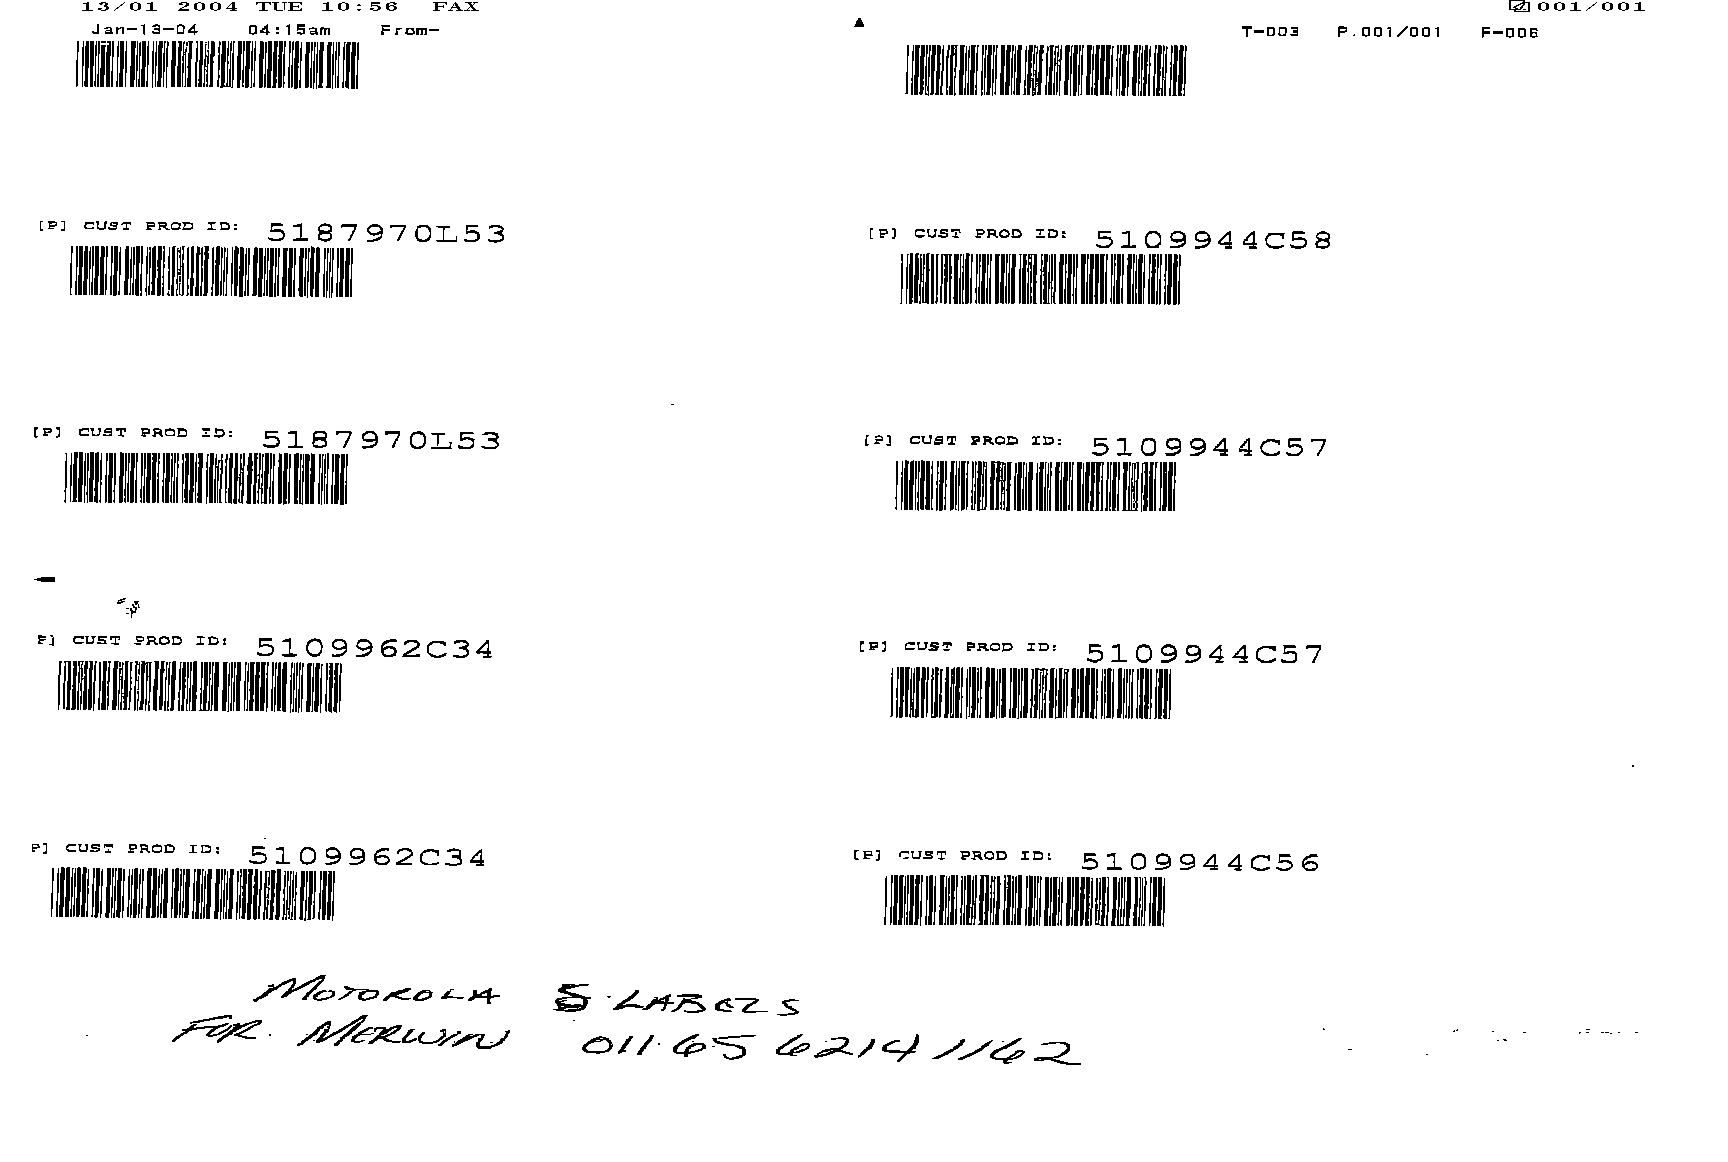 13/01 2004 TUE 10:56 FAX 001/001
Jan-13-04 04:15am From- T-003 P.001/001 F-006
[P] CUST PROD ID: 5187970L53
[P] CUST PROD ID: 5109944C58
[P] CUST PROD ID: 5187970L53
[P] CUST PROD ID: 5109944C57
P] CUST PROD ID: 5109962C34
[P] CUST PROD ID: 5109944C57
P] CUST PROD ID: 5109962C34
[P] CUST PROD ID: 5109944C56
MOTOROLA 5 LABELS
FOR MERWIN 011 65 6214 1162